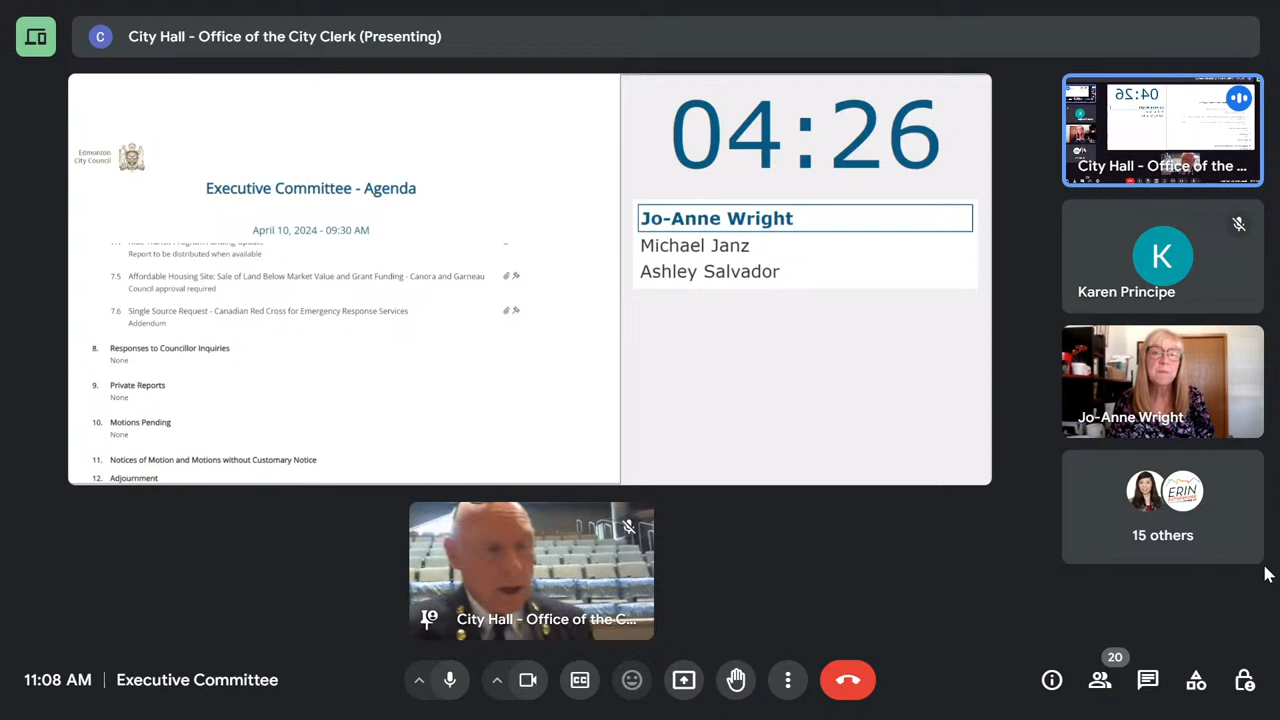 City Hall - Office of the City Clerk (Presenting)
C
Edmonton
City Council
Executive Committee - Agenda
April 10, 2024 - 09:30 AM
Report to be distributed when available
7.5 Affordable Housing Site: Sale of Land Below Market Value and Grant Funding - Canora and Garneau
Council approval required
7.6 Single Source Request - Canadian Red Cross for Emergency Response Services
Addendum
8. Responses to Councillor Inquiries
None
9. Private Reports
None
10. Motions Pending
None
11. Notices of Motion and Motions without Customary Notice
12. Adjournment
04:26
Jo-Anne Wright
Michael Janz
Ashley Salvador
04:26
City Hall - Office of the ...
K
Karen Principe
Jo-Anne Wright
ERIN
15 others
City Hall - Office of the C...
11:08 AM | Executive Committee
20